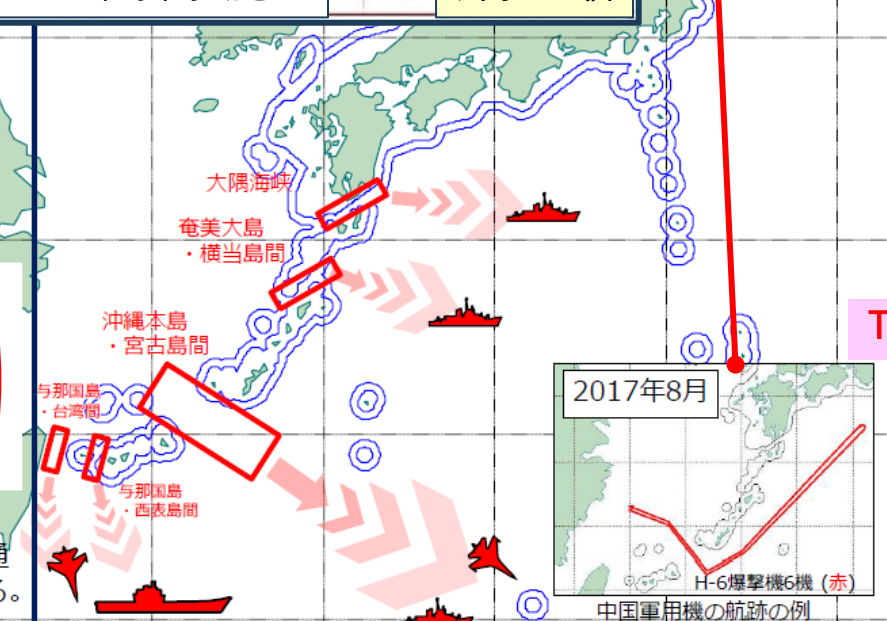 大隅海峡
奄美大島
・横当島間
沖縄本島
・宮古島間
与那国島
・台湾間
与那国島
・西表島間
T
2017年8月
H-6爆撃機6機 (赤)
中国軍用機の航跡の例
通
る。